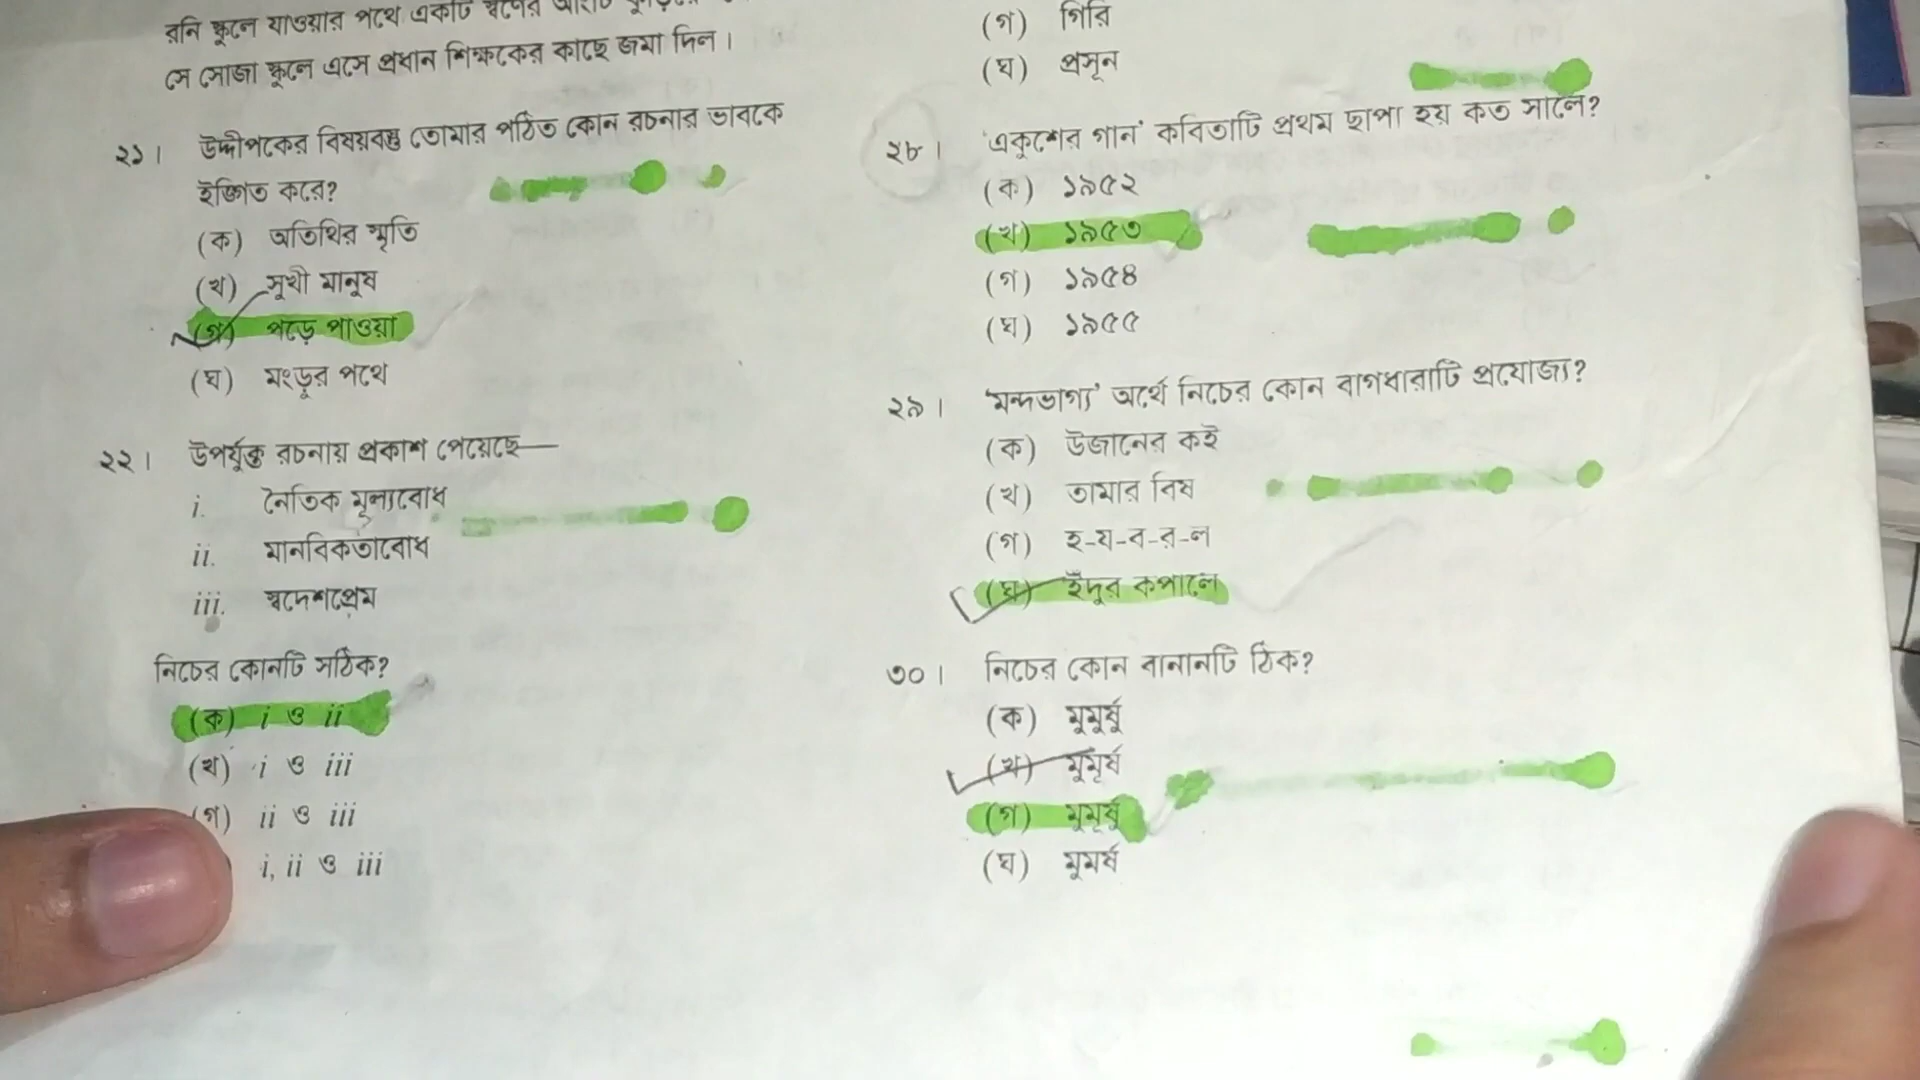 রনি স্কুলে যাওয়ার পথে একটি স্বর্ণের আংটি
সে সোজা স্কুলে এসে প্রধান শিক্ষকের কাছে জমা দিল।
২১। উদ্দীপকের বিষয়বস্তু তোমার পঠিত কোন রচনার ভাবকে
ইঙ্গিত করে?
(ক) অতিথির স্মৃতি
(খ) সুখী মানুষ
(গ) পড়ে পাওয়া
(ঘ) মংডুর পথে
২২। উপর্যুক্ত রচনায় প্রকাশ পেয়েছে—
i. নৈতিক মূল্যবোধ
ii. মানবিকতাবোধ
iii. স্বদেশপ্রেম
নিচের কোনটি সঠিক?
(ক) i ও ii
(খ) i ও iii
(গ) ii ও iii
i, ii ও iii
(গ) গিরি
(ঘ) প্রসূন
২৮। 'একুশের গান' কবিতাটি প্রথম ছাপা হয় কত সালে?
(ক) ১৯৫২
(খ) ১৯৫৩
(গ) ১৯৫৪
(ঘ) ১৯৫৫
২৯। 'মন্দভাগ্য' অর্থে নিচের কোন বাগধারাটি প্রযোজ্য?
(ক) উজানের কই
(খ) তামার বিষ
(গ) হ-য-ব-র-ল
(ঘ) ইঁদুর কপালে
৩০। নিচের কোন বানানটি ঠিক?
(ক) মুমুর্ষু
(খ) মুমূর্ষ
(গ) মুমূর্ষু
(ঘ) মুমর্ষ